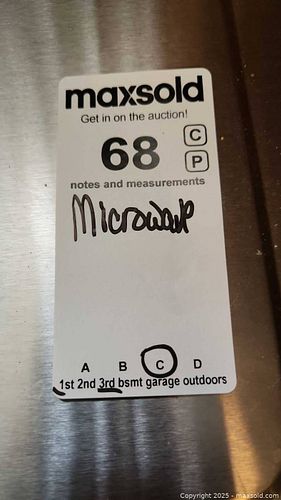 maxsold
Get in on the auction!
68
C
P
notes and measurements
Microwave
A B C D
1st 2nd 3rd bsmt garage outdoors
Copyright 2025 - maxsold.com